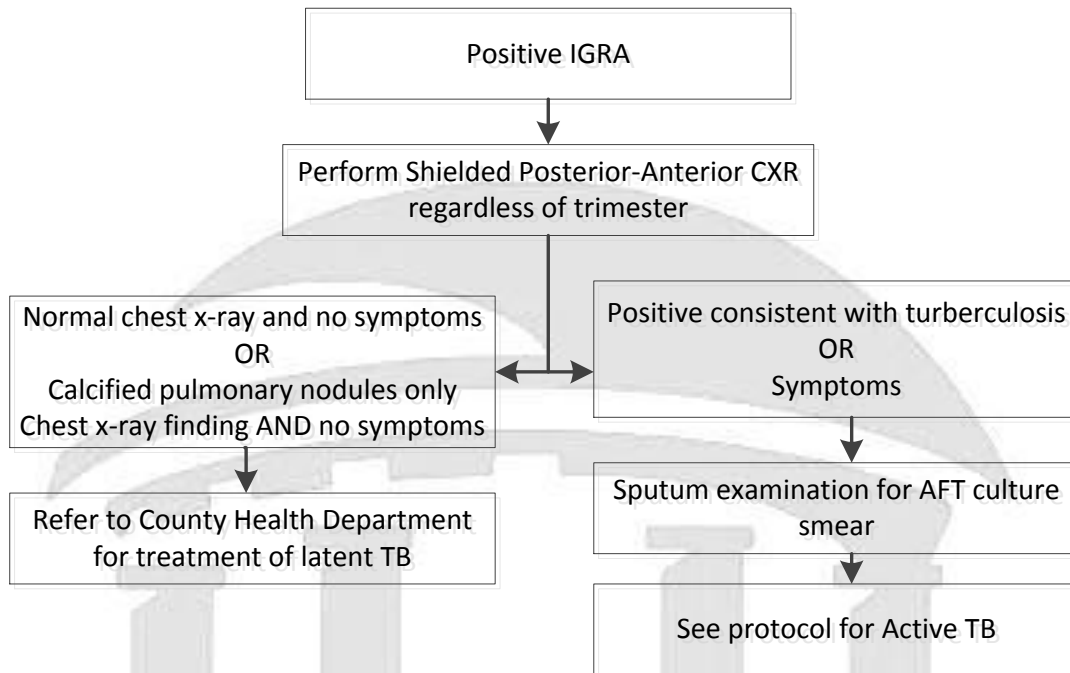 Positive IGRA
Perform Shielded Posterior-Anterior CXR
regardless of trimester
Normal chest x-ray and no symptoms
OR
Calcified pulmonary nodules only
Chest x-ray finding AND no symptoms
Refer to County Health Department
for treatment of latent TB
Positive consistent with turberculosis
OR
Symptoms
Sputum examination for AFT culture
smear
See protocol for Active TB